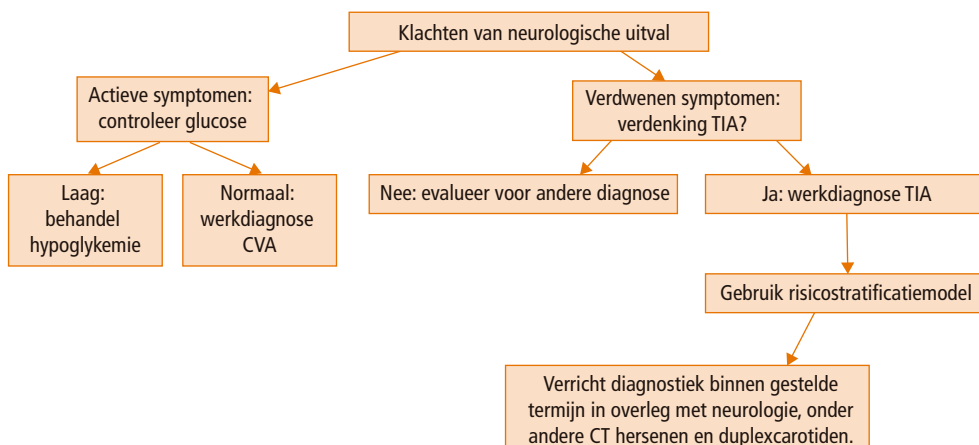 Klachten van neurologische uitval
Actieve symptomen:
controleer glucose
Verdwenen symptomen:
verdenking TIA?
Laag:
behandel
hypoglykemie
Normaal:
werkdiagnose
CVA
Nee: evalueer voor andere diagnose
Ja: werkdiagnose TIA
Gebruik risicostratificatiemodel
Verricht diagnostiek binnen gestelde
termijn in overleg met neurologie, onder
andere CT hersenen en duplexcarotiden.